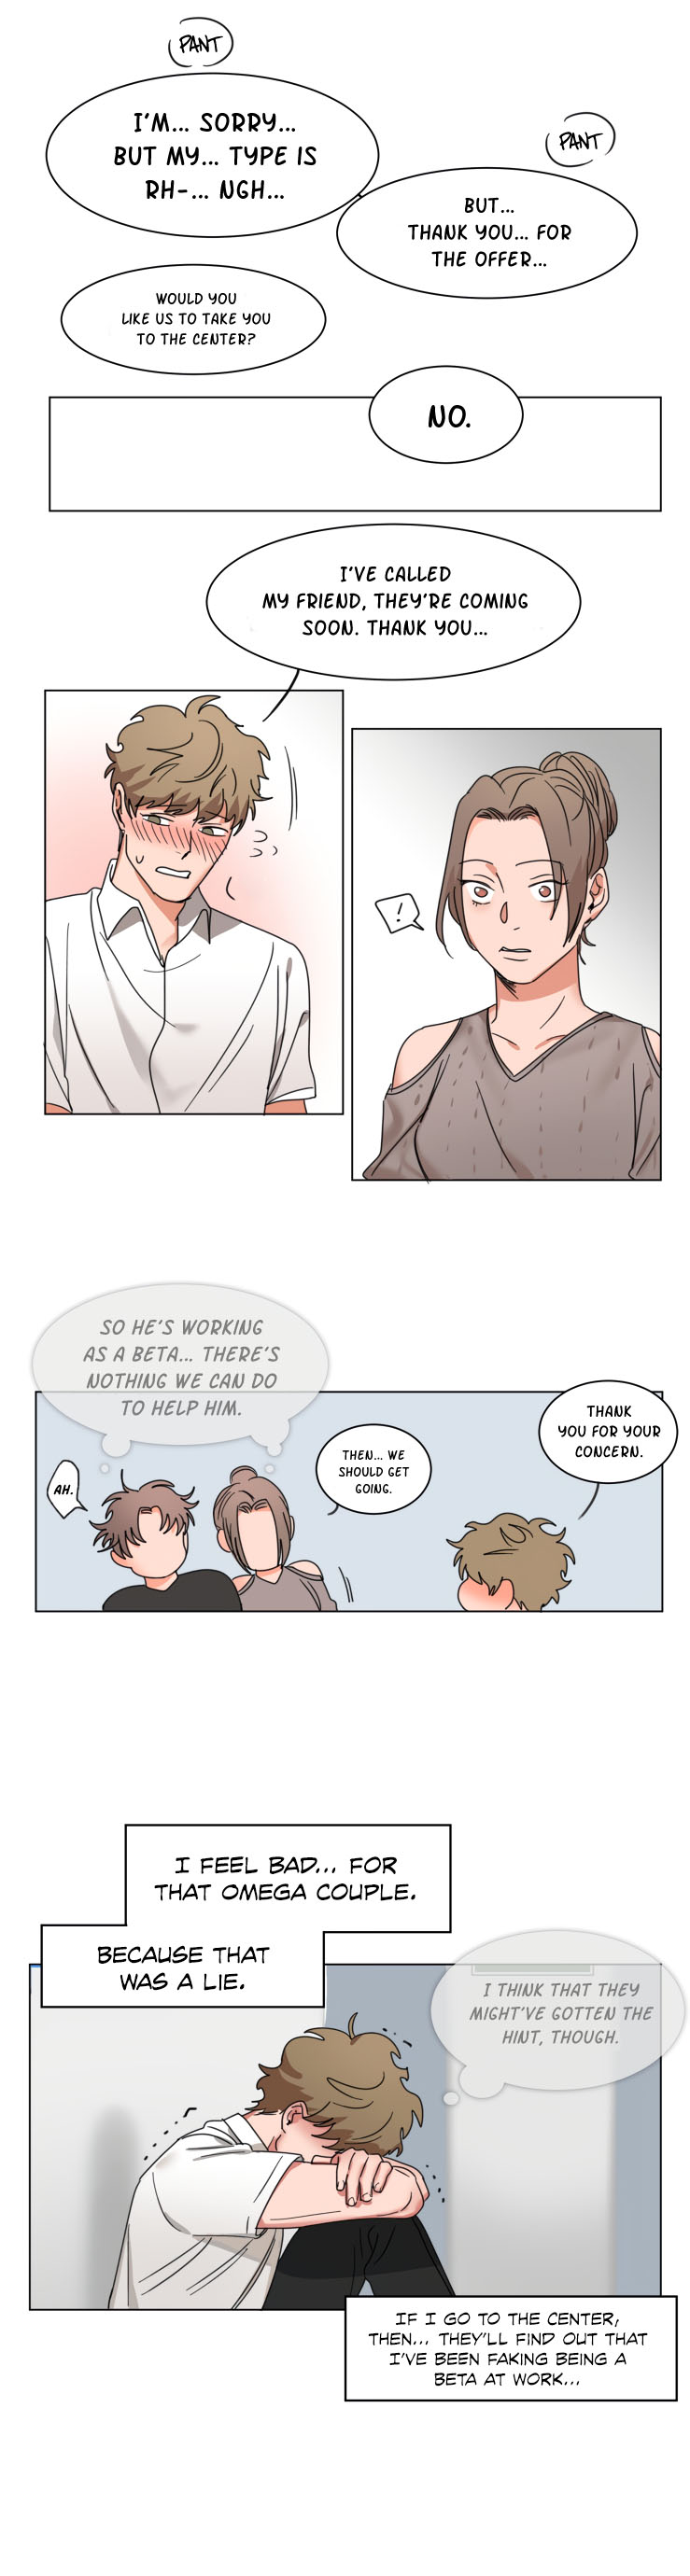 PANT
I'M... SORRY...
BUT MY... TYPE IS
RH-... NGH...
PANT
BUT...
THANK YOU... FOR
THE OFFER...
WOULD YOU
LIKE US TO TAKE YOU
TO THE CENTER?
NO.
I'VE CALLED
MY FRIEND, THEY'RE COMING
SOON. THANK YOU...
!
SO HE'S WORKING
AS A BETA... THERE'S
NOTHING WE CAN DO
TO HELP HIM.
AH.
THEN... WE
SHOULD GET
GOING.
THANK
YOU FOR YOUR
CONCERN.
I FEEL BAD... FOR
THAT OMEGA COUPLE.
BECAUSE THAT
WAS A LIE.
I THINK THAT THEY
MIGHT'VE GOTTEN THE
HINT, THOUGH.
IF I GO TO THE CENTER,
THEN... THEY'LL FIND OUT THAT
I'VE BEEN FAKING BEING A
BETA AT WORK...